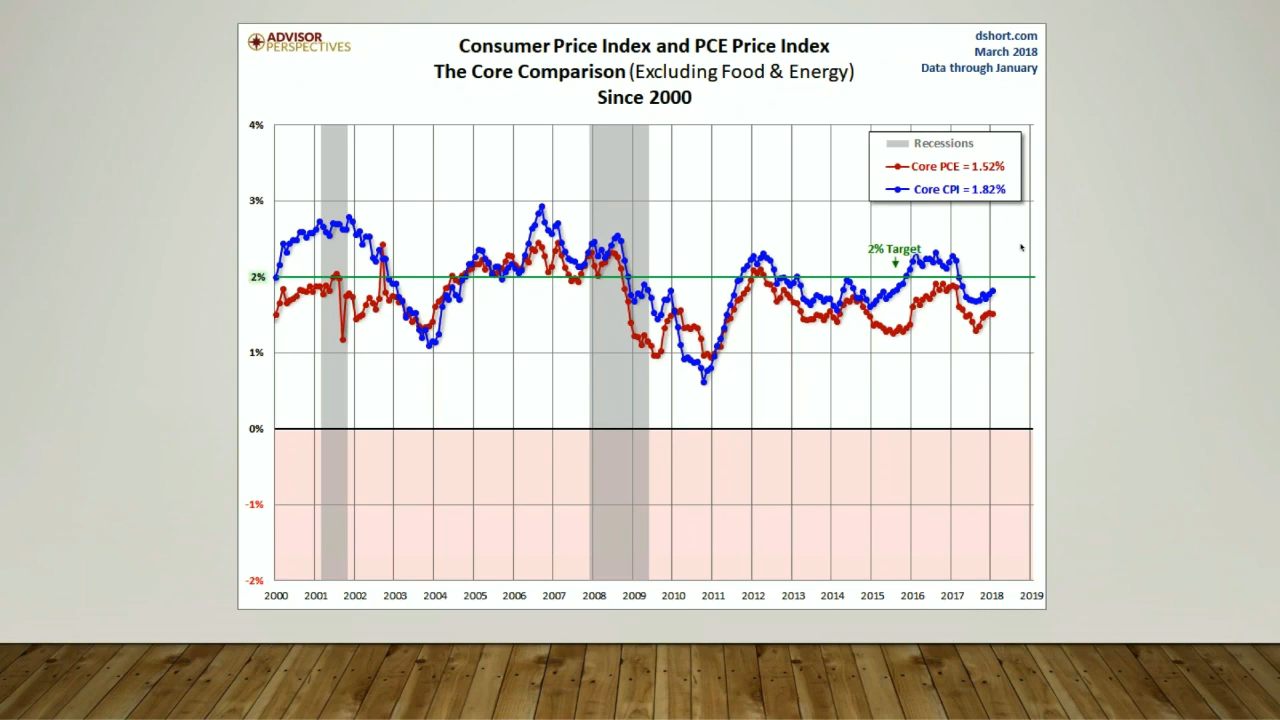 ADVISOR
PERSPECTIVES
Consumer Price Index and PCE Price Index
The Core Comparison (Excluding Food & Energy)
Since 2000
dshort.com
March 2018
Data through January
4%
3%
2%
1%
0%
-1%
-2%
Recessions
Core PCE = 1.52%
Core CPI = 1.82%
2% Target
2000 2001 2002 2003 2004 2005 2006 2007 2008 2009 2010 2011 2012 2013 2014 2015 2016 2017 2018 2019